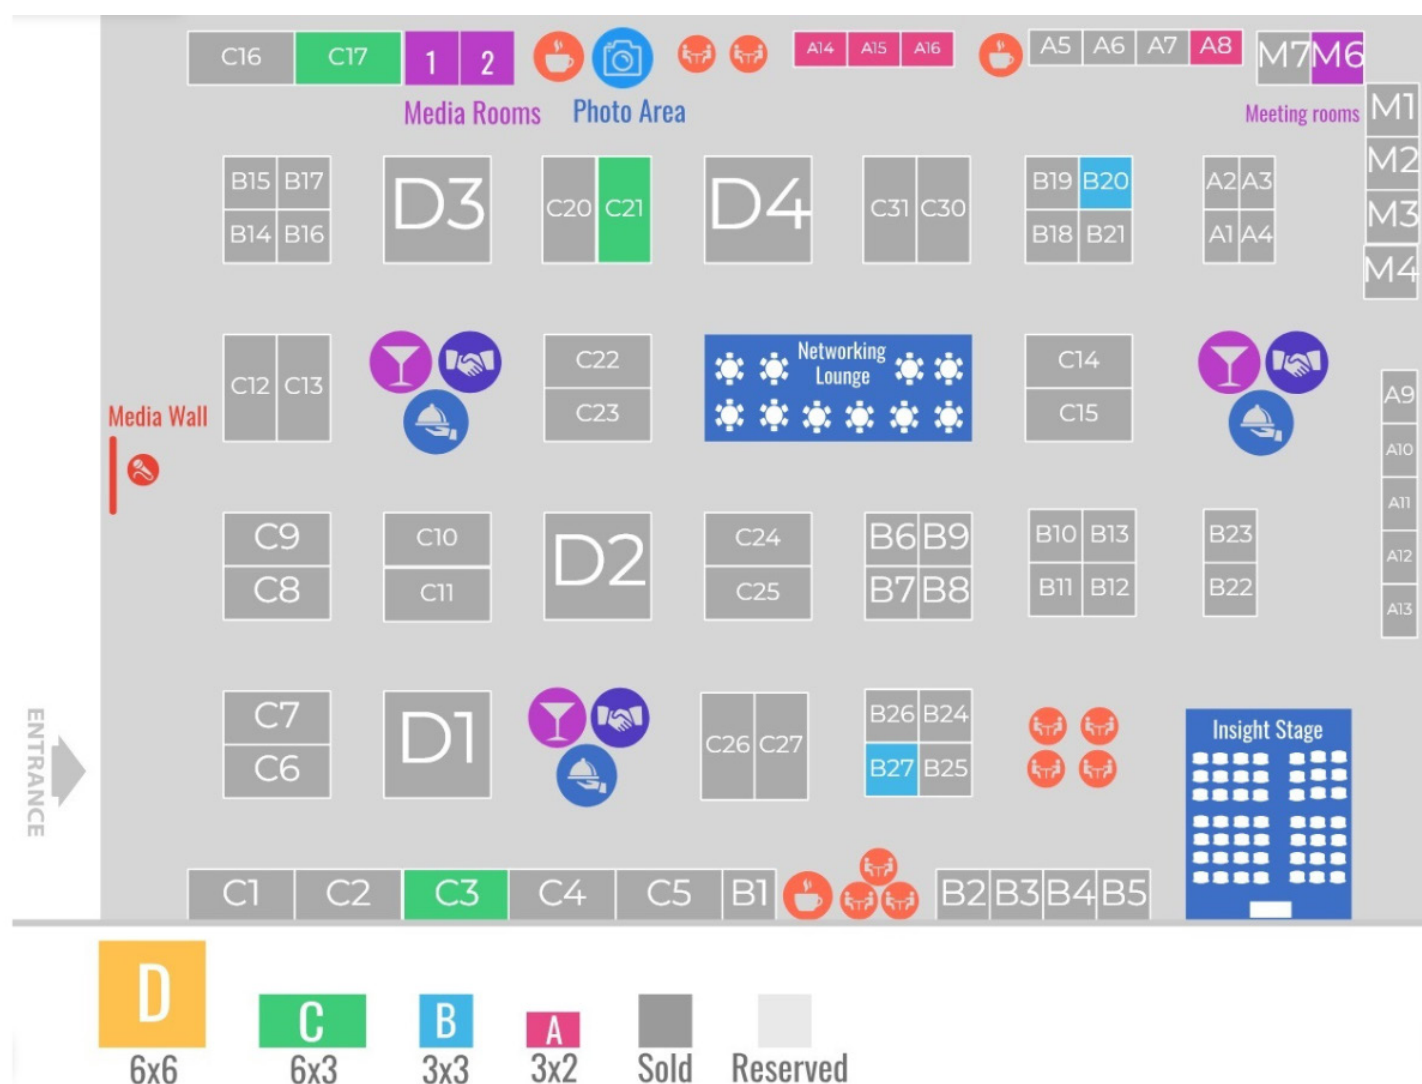 C16 C17 1 2 A14 A15 A16 A5 A6 A7 A8 M7 M6
Media Rooms Photo Area Meeting rooms M1
M2
M3
M4
B15 B17 D3 C20 C21 D4 C31 C30 B19 B20 A2 A3
B14 B16 B18 B21 A1 A4
C12 C13 C22 Networking Lounge C14
C23 C15
Media Wall
A9
A10
A11
A12
A13
C9 C10 D2 C24 B6 B9 B10 B13 B23
C8 C11 C25 B7 B8 B11 B12 B22
ENTRANCE
C7 D1 C26 C27 B26 B24 Insight Stage
C6 B27 B25
C1 C2 C3 C4 C5 B1 B2 B3 B4 B5
D C B A
6x6 6x3 3x3 3x2 Sold Reserved